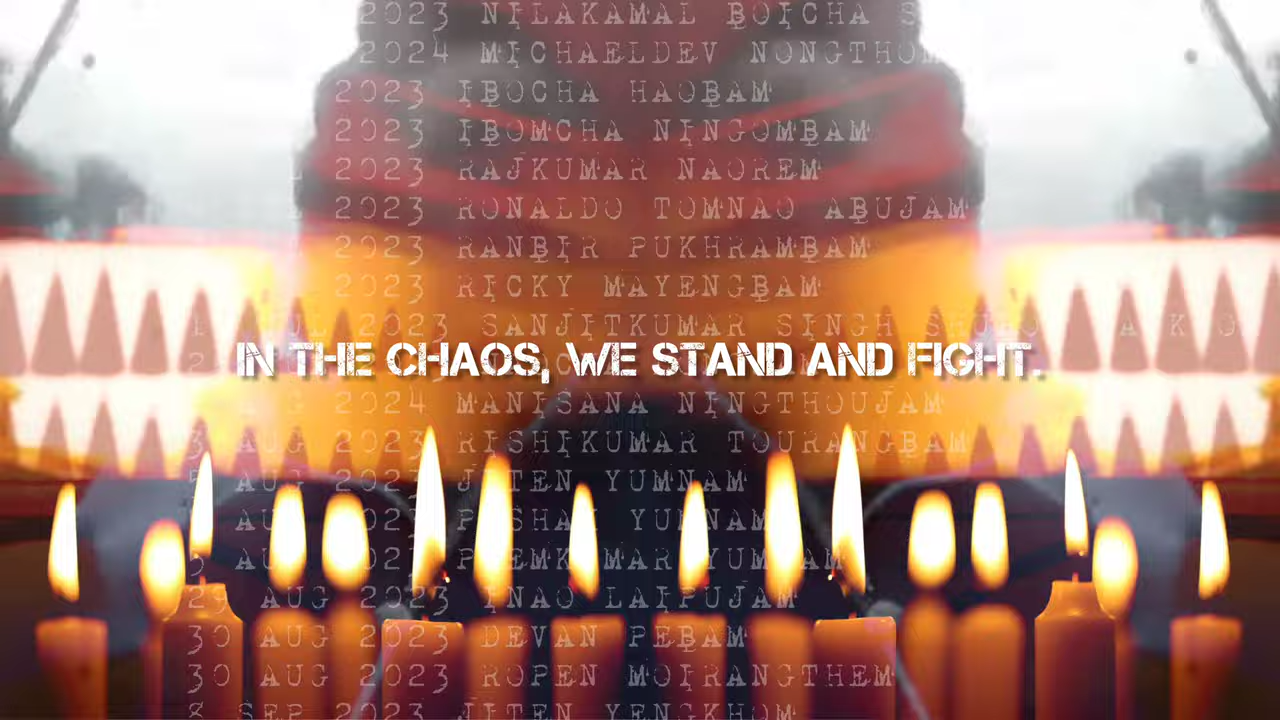 2023 NILAKAMAL BOICHA S
2024 MICHAELDEV NONGTHOM
2023 IBOCHA HAOBAM
2023 IBOMCHA NINGOMBAM
2023 RAJKUMAR NAOREM
2023 RONALDO TOMNAO ABUJAM
2023 RANBIR PUKHRAMBAM
2023 RICKY MAYENGBAM
2023 SANJITKUMAR SINGH
IN THE CHAOS, WE STAND AND FIGHT.
2024 MANISANA NINGTHOUJAM
AUG 2023 RISHIKUMAR TOURANGBAM
AUG JITEN YUMNAM
29 AUG 2023 INAO LAIPUJAM
30 AUG 2023 DEVAN PEBAM
30 AUG 2023 ROPEN MOIRANGTHEM
8 SEP 2023 JITEN YENGKHOM